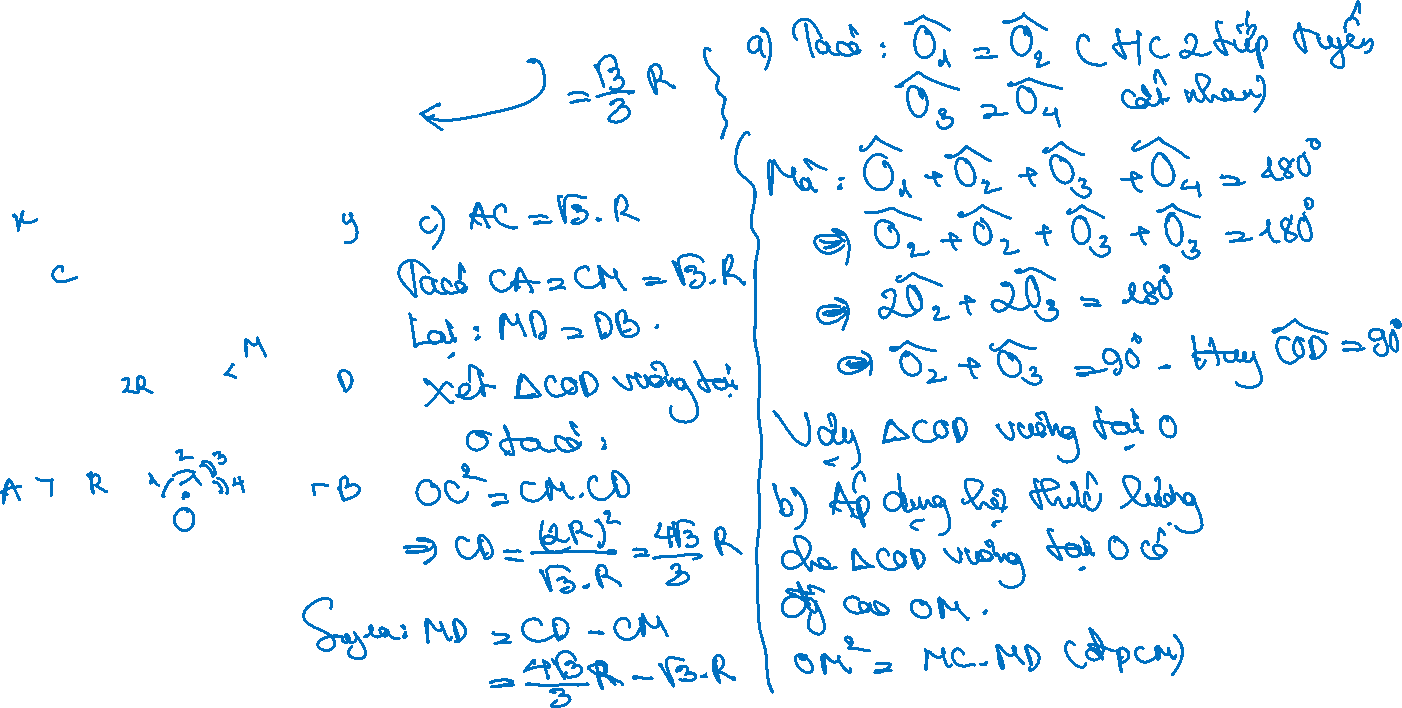 a) Ta có : Ô₁ = Ô₂ ( t/c 2 tiếp tuyến
Ô₃ = Ô₄ cắt nhau)
Mà : Ô₁ + Ô₂ + Ô₃ + Ô₄ = 180°
⇒ Ô₂ + Ô₂ + Ô₃ + Ô₃ = 180°
⇒ 2Ô₂ + 2Ô₃ = 180°
⇒ Ô₂ + Ô₃ = 90° - Hay CÔD = 90°
Vậy ΔCOD vuông tại O
b) Áp dụng hệ thức lượng
cho ΔCOD vuông tại O có
đg cao OM.
OM² = MC.MD (đpcm)
x y
C
M
2R D
A R 1 2 3 4 B
O
c) AC = √3.R
Ta có CA = CM = √3.R
Lại : MD = DB.
Xét ΔCOD vuông tại
O ta có :
OC² = CM.CD
⇒ CD = (2R)²/√3.R = 4√3/3 R
Suy ra: MD = CD - CM
= 4√3/3 R - √3.R
= √3/3 R